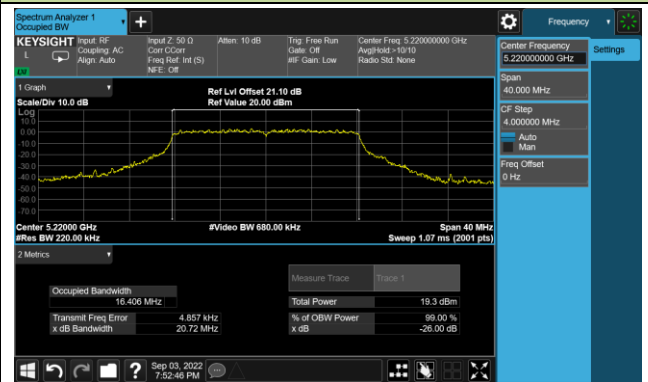 Spectrum Analyzer 1
Occupied BW
Frequency
KEYSIGHT
L
Input: RF
Coupling: AC
Align: Auto
Input Z: 50 Ω
Corr CCorr
Freq Ref: Int (S)
NFE: Off
Atten: 10 dB
Trig: Free Run
Gate: Off
#IF Gain: Low
Center Freq: 5.220000000 GHz
Avg|Hold:>10/10
Radio Std: None
Center Frequency
5.220000000 GHz
Settings
Span
40.000 MHz
CF Step
4.000000 MHz
Auto
Man
Freq Offset
0 Hz
1 Graph
Scale/Div 10.0 dB
Ref Lvl Offset 21.10 dB
Ref Value 20.00 dBm
Log
10.0
0.00
-10.0
-20.0
-30.0
-40.0
-50.0
-60.0
-70.0
Center 5.22000 GHz
#Video BW 680.00 kHz
Span 40 MHz
#Res BW 220.00 kHz
Sweep 1.07 ms (2001 pts)
2 Metrics
Measure Trace
Trace 1
Occupied Bandwidth
16.406 MHz
Total Power
19.3 dBm
Transmit Freq Error
4.857 kHz
% of OBW Power
99.00 %
x dB Bandwidth
20.72 MHz
x dB
-26.00 dB
?
Sep 03, 2022
7:52:46 PM